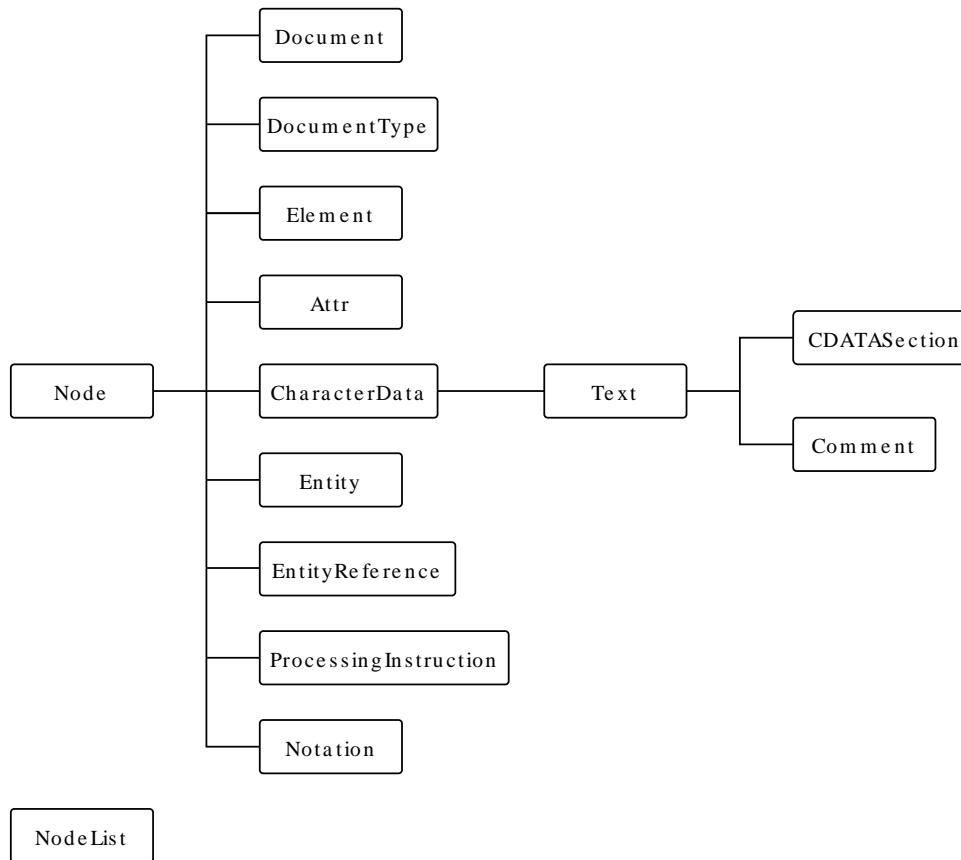 Document
DocumentType
Element
Attr
CDATASection
Node
CharacterData
Text
Comment
Entity
EntityReference
ProcessingInstruction
Notation
NodeList